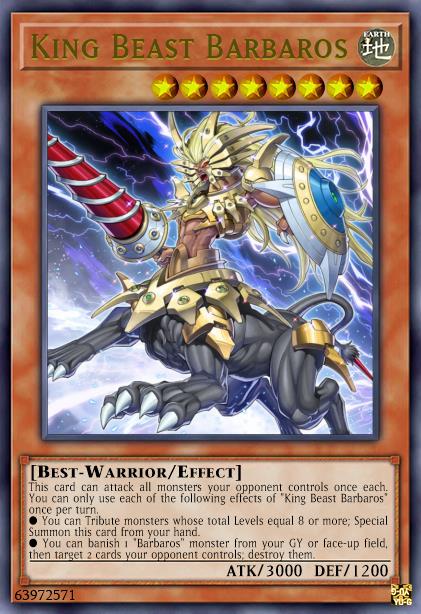 KING BEAST BARBAROS
EARTH
地
[BEST-WARRIOR/EFFECT]
This card can attack all monsters your opponent controls once each.
You can only use each of the following effects of "King Beast Barbaros"
once per turn.
● You can Tribute monsters whose total Levels equal 8 or more; Special
Summon this card from your hand.
● You can banish 1 "Barbaros" monster from your GY or face-up field,
then target 2 cards your opponent controls; destroy them.
ATK/3000 DEF/1200
63972571